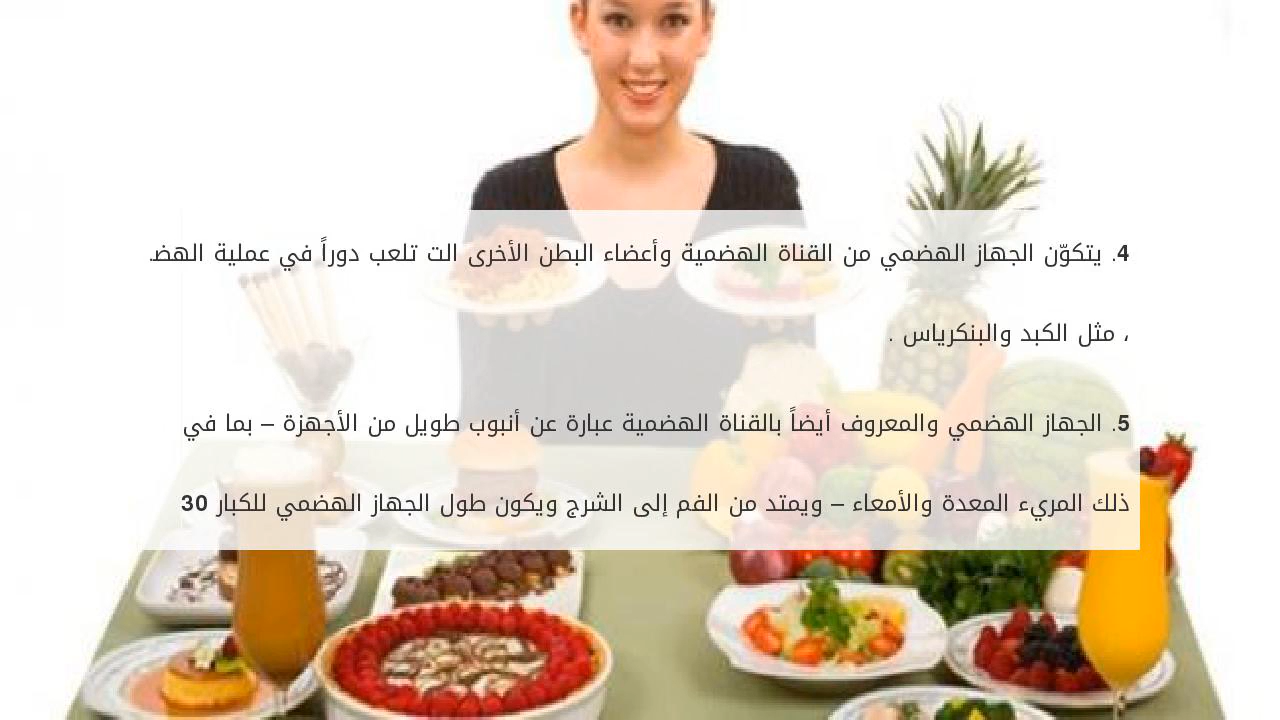 4. يتكوّن الجهاز الهضمي من القناة الهضمية وأعضاء البطن الأخرى الت تلعب دوراً في عملية الهضـ
، مثل الكبد والبنكرياس .
5. الجهاز الهضمي والمعروف أيضاً بالقناة الهضمية عبارة عن أنبوب طويل من الأجهزة – بما في
ذلك المريء المعدة والأمعاء – ويمتد من الفم إلى الشرج ويكون طول الجهاز الهضمي للكبار 30